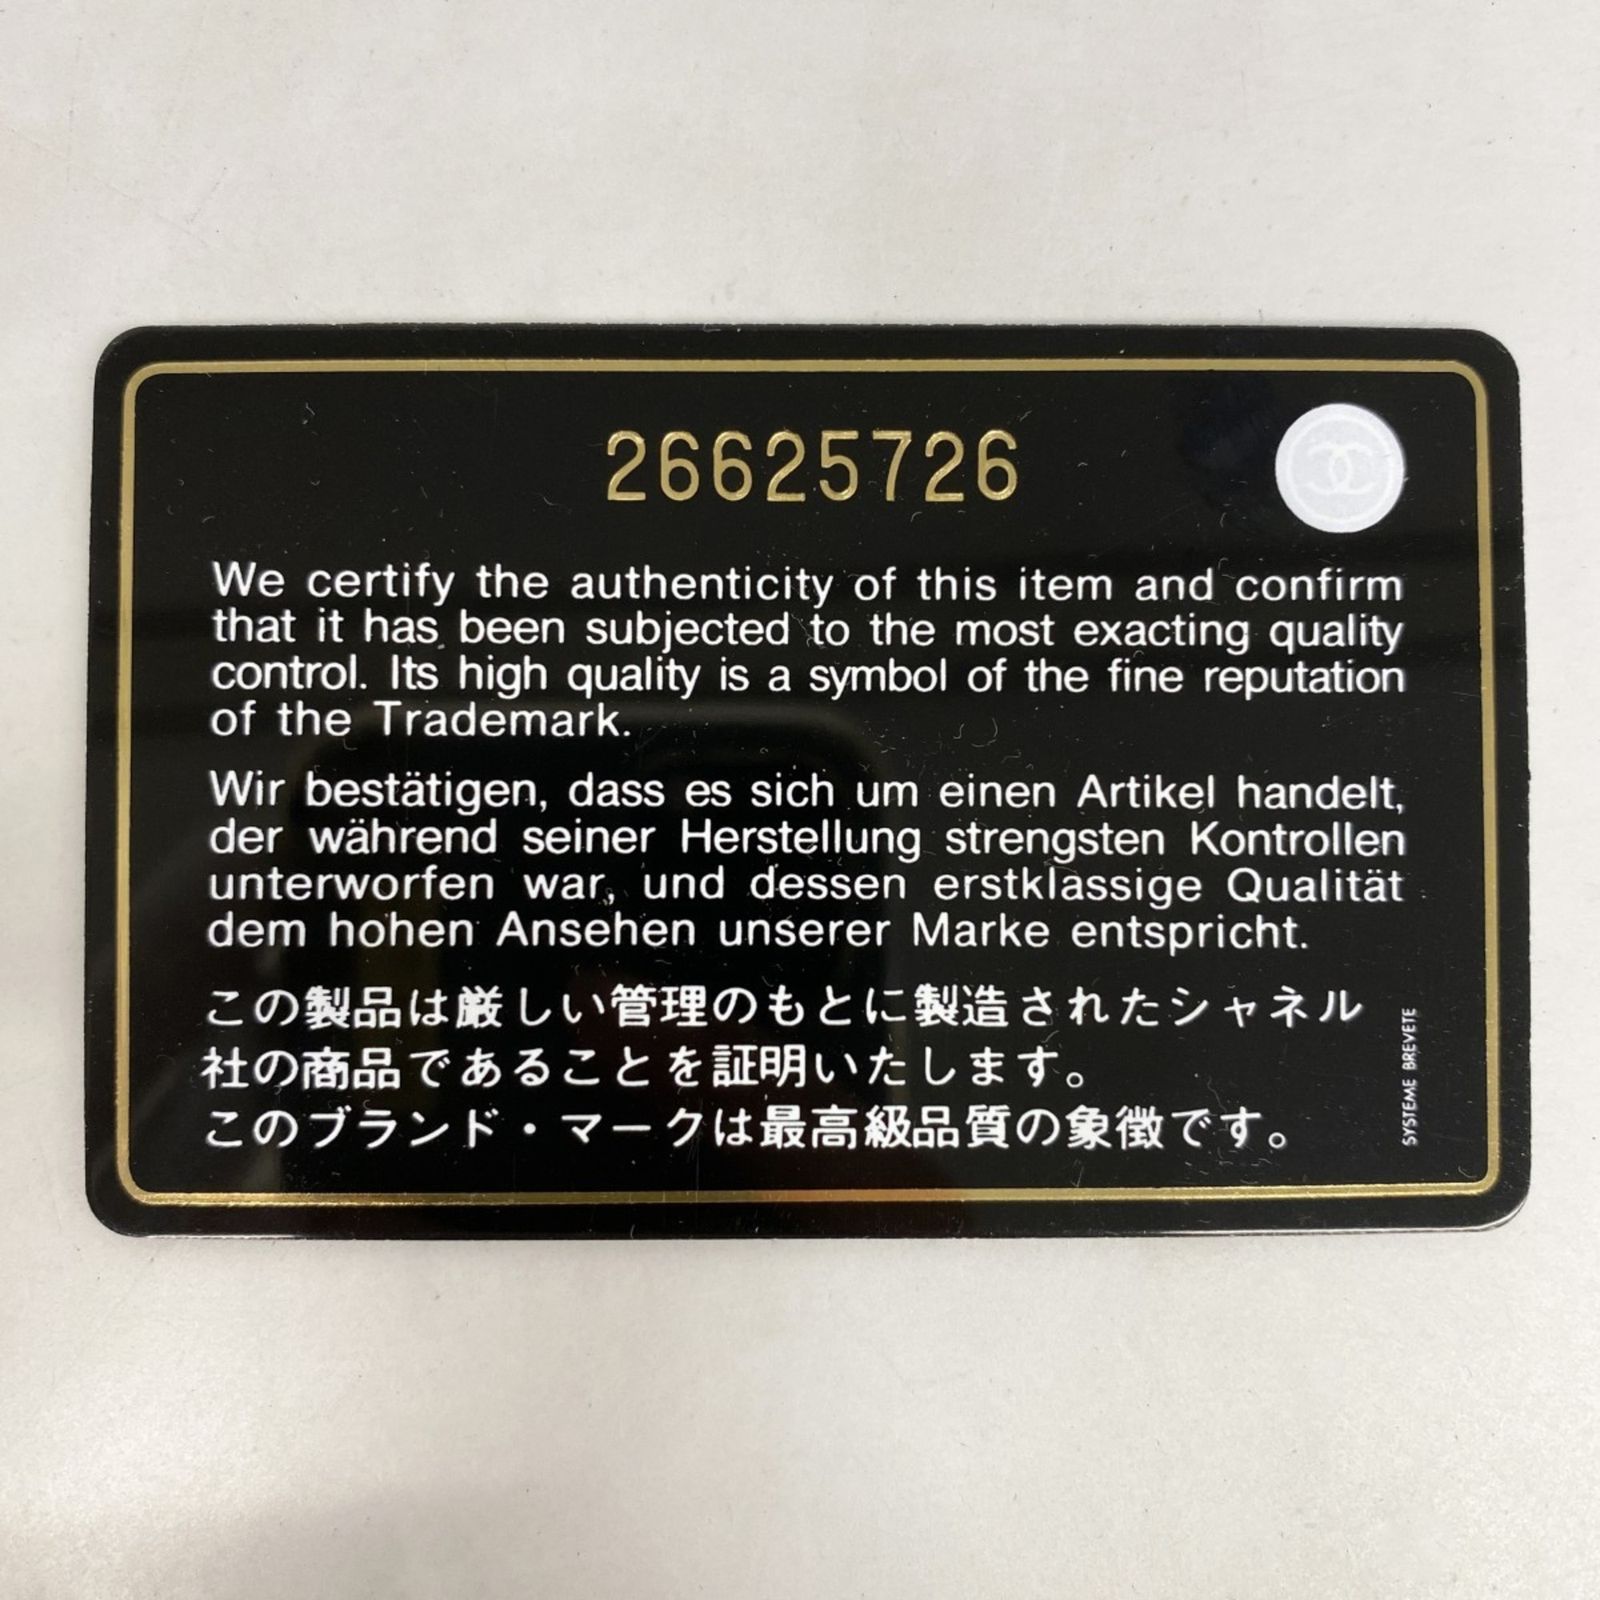 26625726
We certify the authenticity of this item and confirm
that it has been subjected to the most exacting quality
control. Its high quality is a symbol of the fine reputation
of the Trademark.
Wir bestätigen, dass es sich um einen Artikel handelt,
der während seiner Herstellung strengsten Kontrollen
unterworfen war, und dessen erstklassige Qualität
dem hohen Ansehen unserer Marke entspricht.
この製品は厳しい管理のもとに製造されたシャネル
社の商品であることを証明いたします。
このブランド・マークは最高級品質の象徴です。
SYSTEME BREVETE